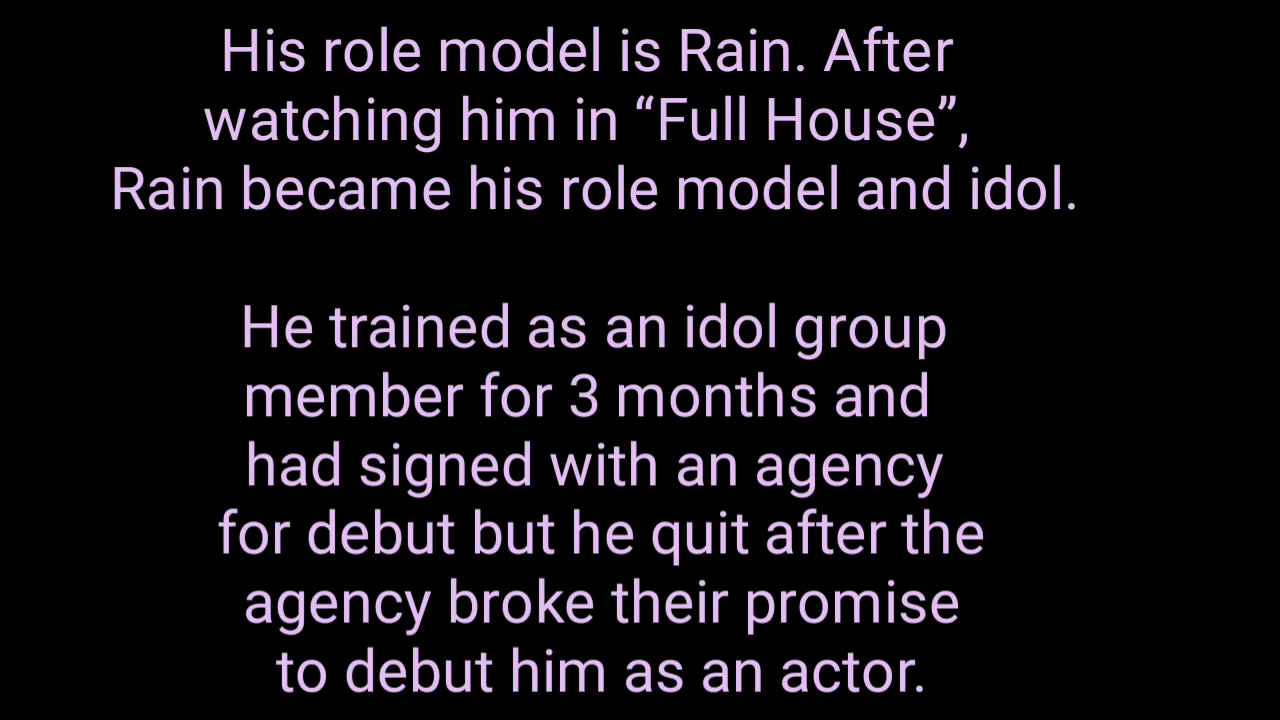 His role model is Rain. After
watching him in “Full House”,
Rain became his role model and idol.
He trained as an idol group
member for 3 months and
had signed with an agency
for debut but he quit after the
agency broke their promise
to debut him as an actor.